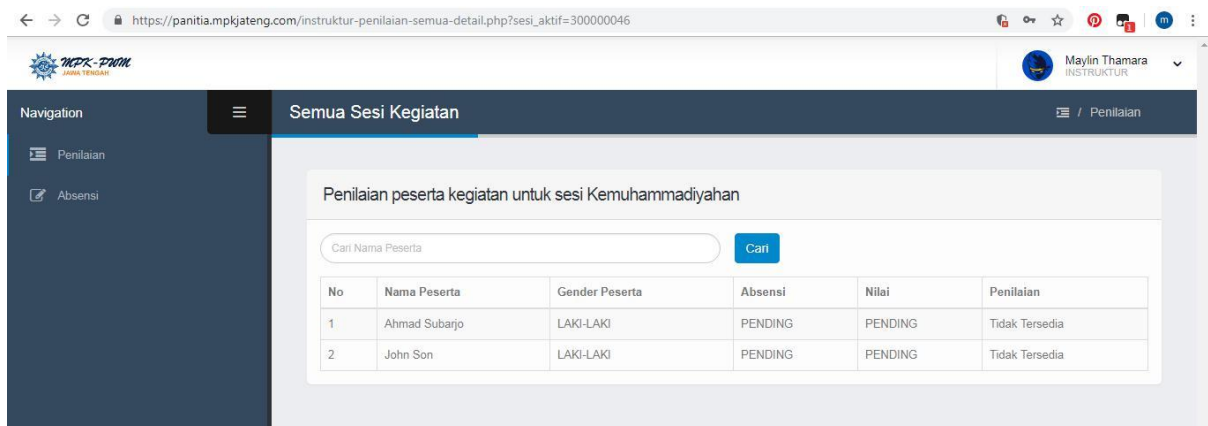 https://panitia.mpkjateng.com/instruktur-penilaian-semua-detail.php?sesi_aktif=300000046
1
m
MPK-PWM
JAWA TENGAH
Maylin Thamara
INSTRUKTUR
Navigation
Semua Sesi Kegiatan
/ Penilaian
Penilaian
Absensi
Penilaian peserta kegiatan untuk sesi Kemuhammadiyahan
Cari Nama Peserta
Cari
No Nama Peserta Gender Peserta Absensi Nilai Penilaian
1 Ahmad Subarjo LAKI-LAKI PENDING PENDING Tidak Tersedia
2 John Son LAKI-LAKI PENDING PENDING Tidak Tersedia